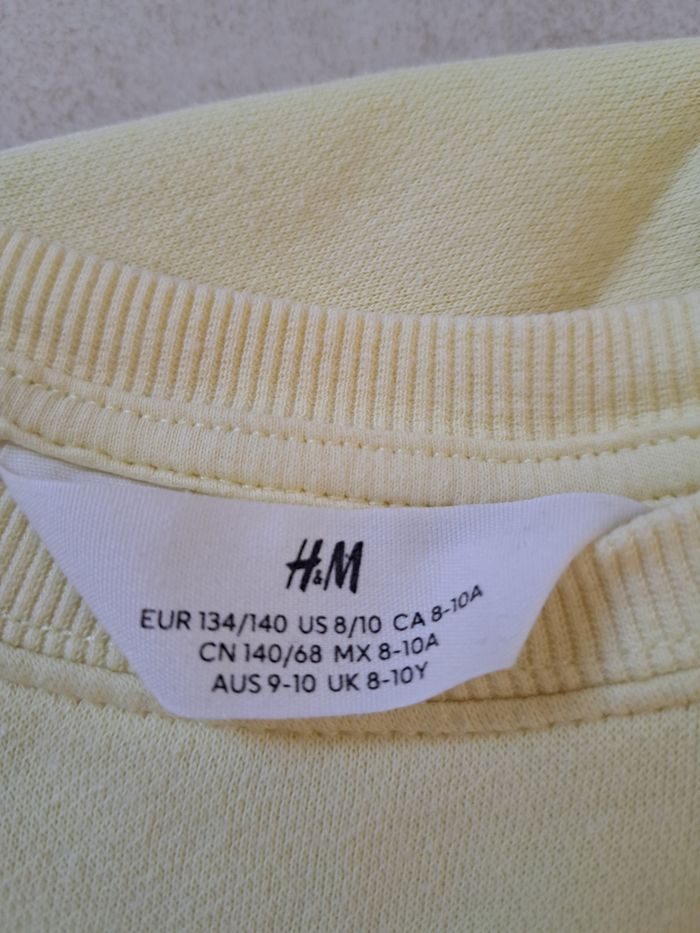 H&M
EUR 134/140 US 8/10 CA 8-10A
CN 140/68 MX 8-10A
AUS 9-10 UK 8-10Y